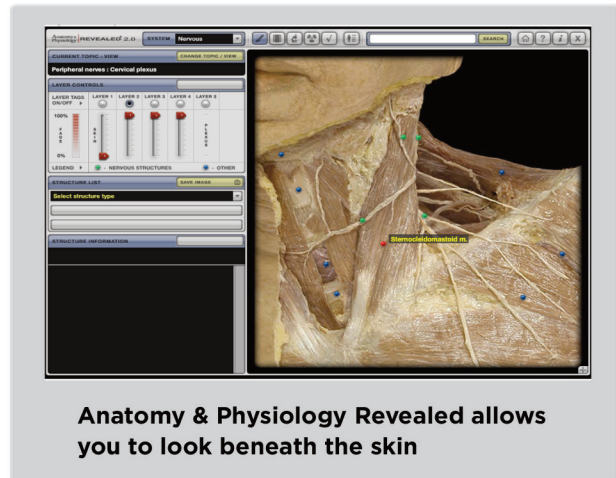 Anatomy & Physiology REVEALED 2.0
SYSTEM Nervous
SEARCH
? i X
CURRENT TOPIC - VIEW CHANGE TOPIC / VIEW
Peripheral nerves : Cervical plexus
LAYER CONTROLS
LAYER TAGS ON/OFF LAYER 1 LAYER 2 LAYER 3 LAYER 4 LAYER 5
100%
FADE
SKIN
PLEXUS
0%
LEGEND - NERVOUS STRUCTURES - OTHER
STRUCTURE LIST SAVE IMAGE
Select structure type
STRUCTURE INFORMATION
Sternocleidomastoid m.
Anatomy & Physiology Revealed allows
you to look beneath the skin